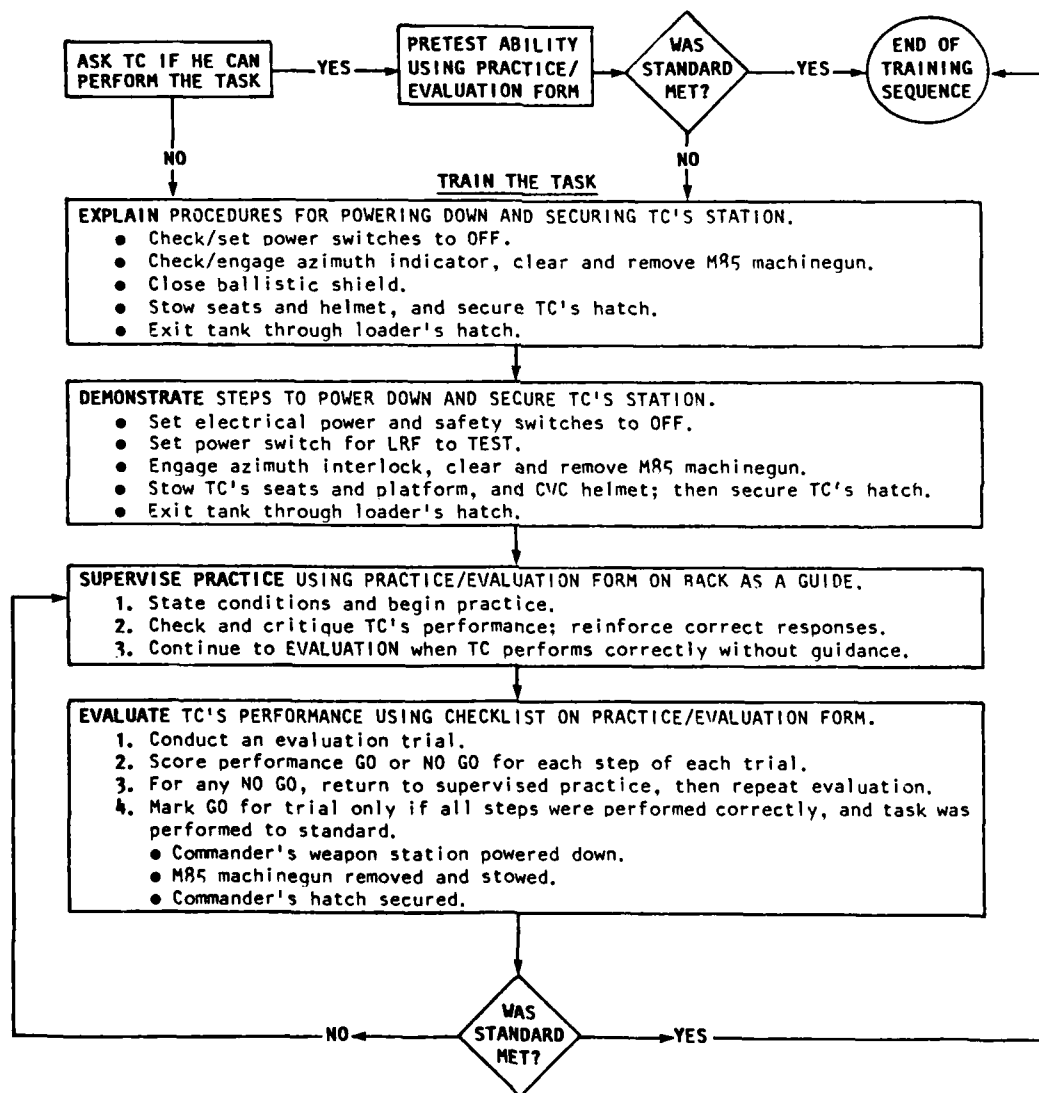 ASK TC IF HE CAN
PERFORM THE TASK
YES
PRETEST ABILITY
USING PRACTICE/
EVALUATION FORM
WAS
STANDARD
MET?
YES
END OF
TRAINING
SEQUENCE
NO
NO
TRAIN THE TASK
EXPLAIN PROCEDURES FOR POWERING DOWN AND SECURING TC'S STATION.
● Check/set power switches to OFF.
● Check/engage azimuth indicator, clear and remove M85 machinegun.
● Close ballistic shield.
● Stow seats and helmet, and secure TC's hatch.
● Exit tank through loader's hatch.
DEMONSTRATE STEPS TO POWER DOWN AND SECURE TC'S STATION.
● Set electrical power and safety switches to OFF.
● Set power switch for LRF to TEST.
● Engage azimuth interlock, clear and remove M85 machinegun.
● Stow TC's seats and platform, and CVC helmet; then secure TC's hatch.
● Exit tank through loader's hatch.
SUPERVISE PRACTICE USING PRACTICE/EVALUATION FORM ON BACK AS A GUIDE.
1. State conditions and begin practice.
2. Check and critique TC's performance; reinforce correct responses.
3. Continue to EVALUATION when TC performs correctly without guidance.
EVALUATE TC'S PERFORMANCE USING CHECKLIST ON PRACTICE/EVALUATION FORM.
1. Conduct an evaluation trial.
2. Score performance GO or NO GO for each step of each trial.
3. For any NO GO, return to supervised practice, then repeat evaluation.
4. Mark GO for trial only if all steps were performed correctly, and task was
performed to standard.
● Commander's weapon station powered down.
● M85 machinegun removed and stowed.
● Commander's hatch secured.
NO
WAS
STANDARD
MET?
YES